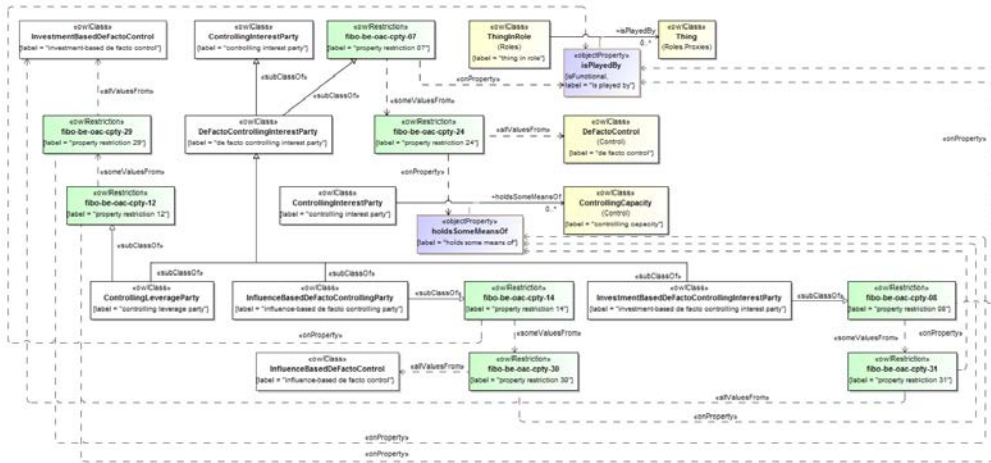 «owlClass»
InvestmentBasedDeFactoControl
[label = "investment-based de facto control"]
«owlClass»
ControllingInterestParty
[label = "controlling interest party"]
«owlRestriction»
fibo-be-oac-cpty-07
[label = "property restriction 07"]
«owlClass»
ThingInRole
(Roles)
[label = "thing in role"]
+isPlayedBy
0..*
«owlClass»
Thing
(Roles.Proxies)
«objectProperty»
isPlayedBy
[isFunctional,
label = "is played by"]
«subClassOf»
«subClassOf»
«onProperty»
«allValuesFrom»
«someValuesFrom»
«owlRestriction»
fibo-be-oac-cpty-29
[label = "property restriction 29"]
«owlClass»
DeFactoControllingInterestParty
[label = "de facto controlling interest party"]
«owlRestriction»
fibo-be-oac-cpty-24
[label = "property restriction 24"]
«allValuesFrom»
«owlClass»
DeFactoControl
(Control)
[label = "de facto control"]
«onProperty»
«someValuesFrom»
«onProperty»
«owlRestriction»
fibo-be-oac-cpty-12
[label = "property restriction 12"]
«owlClass»
ControllingInterestParty
[label = "controlling interest party"]
+holdsSomeMeansOf
0..*
«owlClass»
ControllingCapacity
(Control)
[label = "controlling capacity"]
«objectProperty»
holdsSomeMeansOf
[label = "holds some means of"]
«subClassOf»
«subClassOf»
«subClassOf»
«subClassOf»
«owlClass»
ControllingLeverageParty
[label = "controlling leverage party"]
«owlClass»
InfluenceBasedDeFactoControllingParty
[label = "influence-based de facto controlling party"]
«subClassOf»
«owlRestriction»
fibo-be-oac-cpty-14
[label = "property restriction 14"]
«owlClass»
InvestmentBasedDeFactoControllingInterestParty
[label = "investment-based de facto controlling interest party"]
«subClassOf»
«owlRestriction»
fibo-be-oac-cpty-08
[label = "property restriction 08"]
«onProperty»
«someValuesFrom»
«someValuesFrom»
«onProperty»
«owlClass»
InfluenceBasedDeFactoControl
[label = "influence-based de facto control"]
«allValuesFrom»
«owlRestriction»
fibo-be-oac-cpty-30
[label = "property restriction 30"]
«owlRestriction»
fibo-be-oac-cpty-31
[label = "property restriction 31"]
«allValuesFrom»
«onProperty»
«onProperty»
«onProperty»